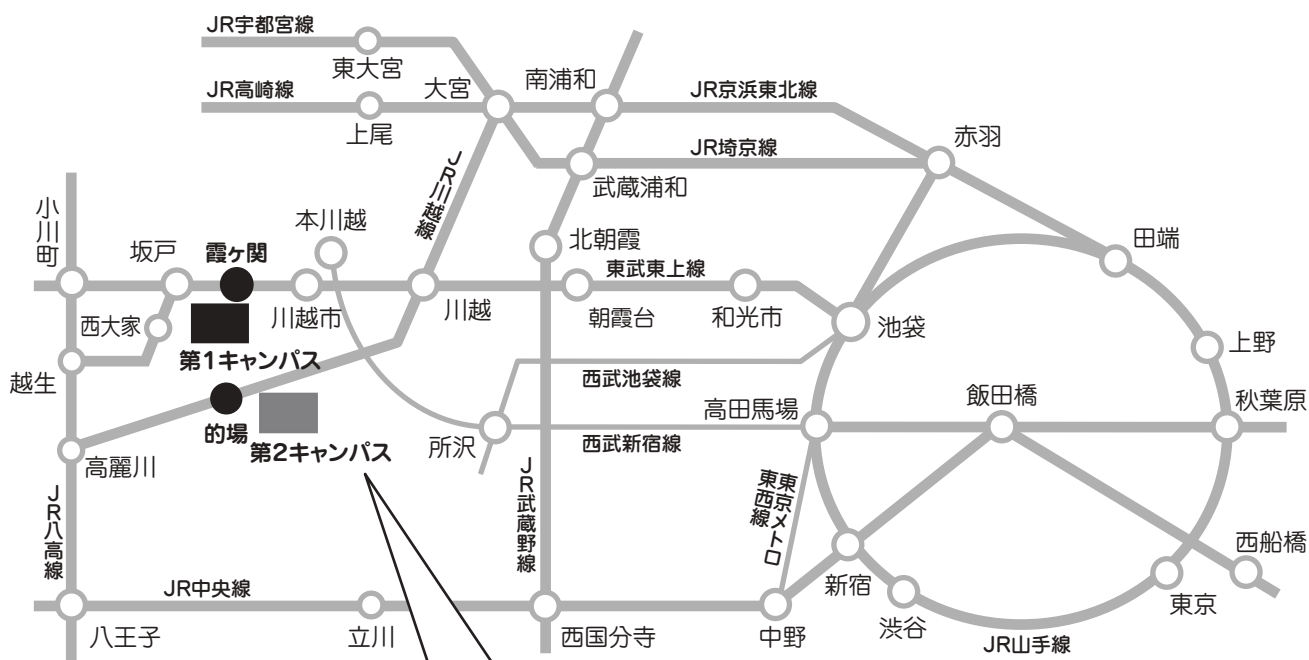 JR宇都宮線
東大宮
JR高崎線
上尾
大宮
南浦和
JR京浜東北線
赤羽
JR埼京線
武蔵浦和
JR川越線
小川町
坂戸
霞ヶ関
本川越
北朝霞
東武東上線
田端
西大家
川越市
川越
朝霞台
和光市
池袋
第1キャンパス
越生
上野
西武池袋線
的場
第2キャンパス
高田馬場
飯田橋
秋葉原
所沢
西武新宿線
高麗川
JR八高線
JR武蔵野線
東京メトロ
東西線
西船橋
JR中央線
新宿
東京
八王子
立川
西国分寺
中野
渋谷
JR山手線